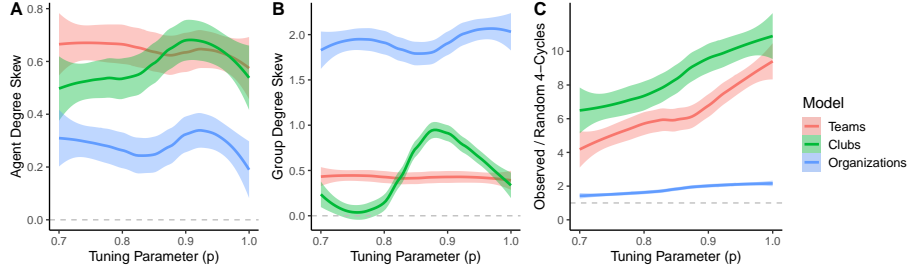 A
Agent Degree Skew
0.8
0.6
0.4
0.2
0.0
0.7
0.8
0.9
1.0
Tuning Parameter (p)
B
Group Degree Skew
2.0
1.5
1.0
0.5
0.0
0.7
0.8
0.9
1.0
Tuning Parameter (p)
C
Observed / Random 4−Cycles
10
8
6
4
2
0
0.7
0.8
0.9
1.0
Tuning Parameter (p)
Model
Teams
Clubs
Organizations